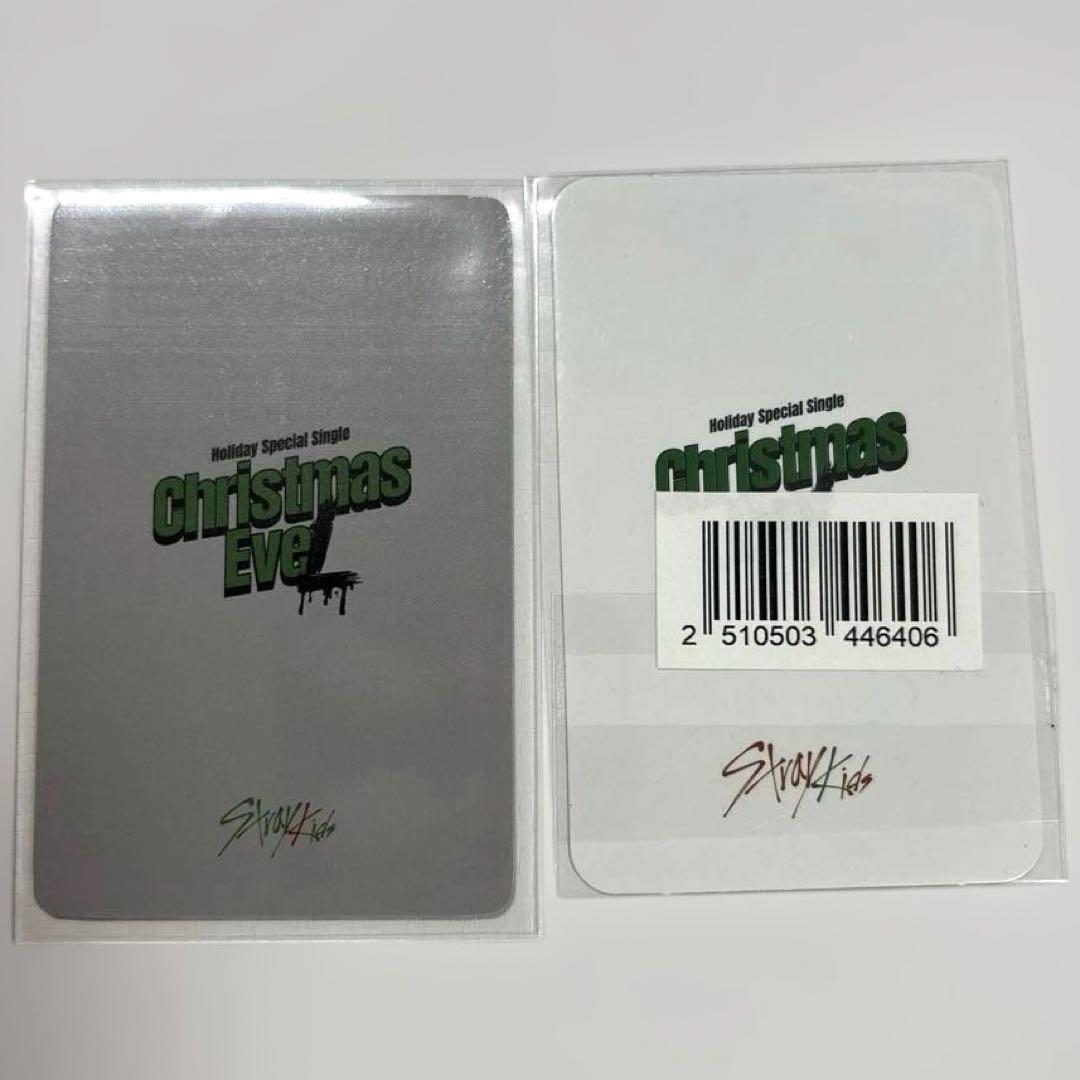 Holiday Special Single
Christmas
EveL
Stray Kids
Holiday Special Single
Christmas
2 510503 446406
Stray Kids